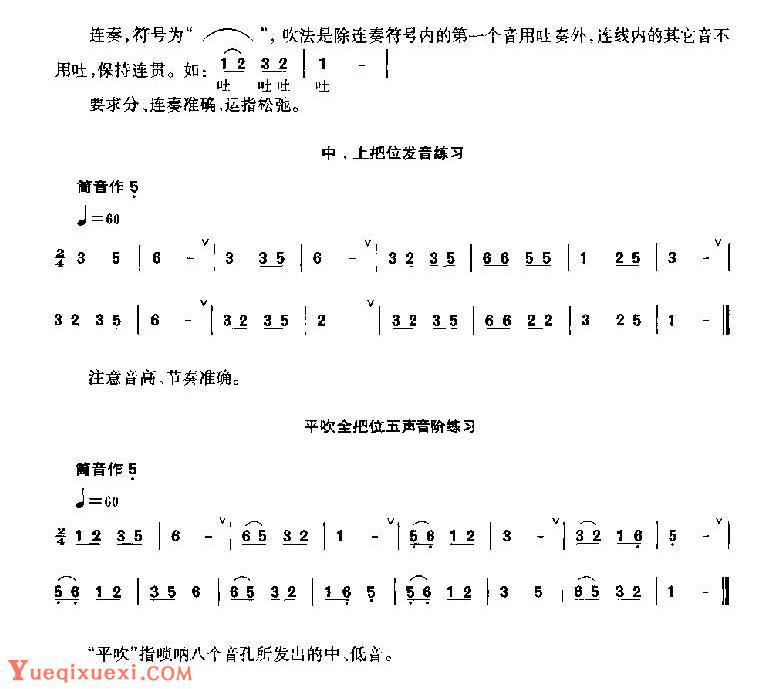 连奏,符号为“⌒”,吹法是除连奏符号内的第一个音用吐奏外,连线内的其它音不
用吐,保持连贯。如: 1 2 3 2 | 1 - |
吐 吐吐 吐
要求分、连奏准确,运指松弛。
中、上把位发音练习
筒音作 5
♩=60
2/4 3 5 | 6 - ∨ | 3 3 5 | 6 - ∨ | 3 2 3 5 | 6 6 5 5 | 1 2 5 | 3 - ∨ |
3 2 3 5 | 6 - ∨ | 3 2 3 5 | 2 ∨ | 3 2 3 5 | 6 6 2 2 | 3 2 5 | 1 - ‖
注意音高、节奏准确。
平吹全把位五声音阶练习
筒音作 5
♩=60
2/4 1 2 3 5 | 6 - ∨ | 6 5 3 2 | 1 - ∨ | 5 6 1 2 | 3 - ∨ | 3 2 1 6 | 5 - ∨ |
5 6 1 2 | 3 5 6 | 6 5 3 2 | 1 6 5 | 5 6 1 2 | 3 5 | 6 5 3 2 | 1 - ‖
“平吹”指唢呐八个音孔所发出的中、低音。
Yueqixuexi.com